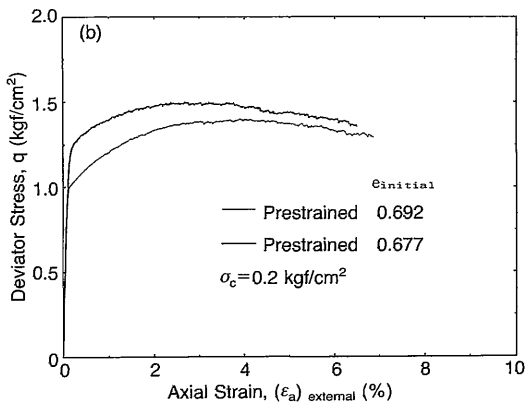 (b)
2.0
1.5
1.0
0.5
0
Deviator Stress, q (kgf/cm²)
e initial
Prestrained 0.692
Prestrained 0.677
σc=0.2 kgf/cm²
0 2 4 6 8 10
Axial Strain, (εa) external (%)